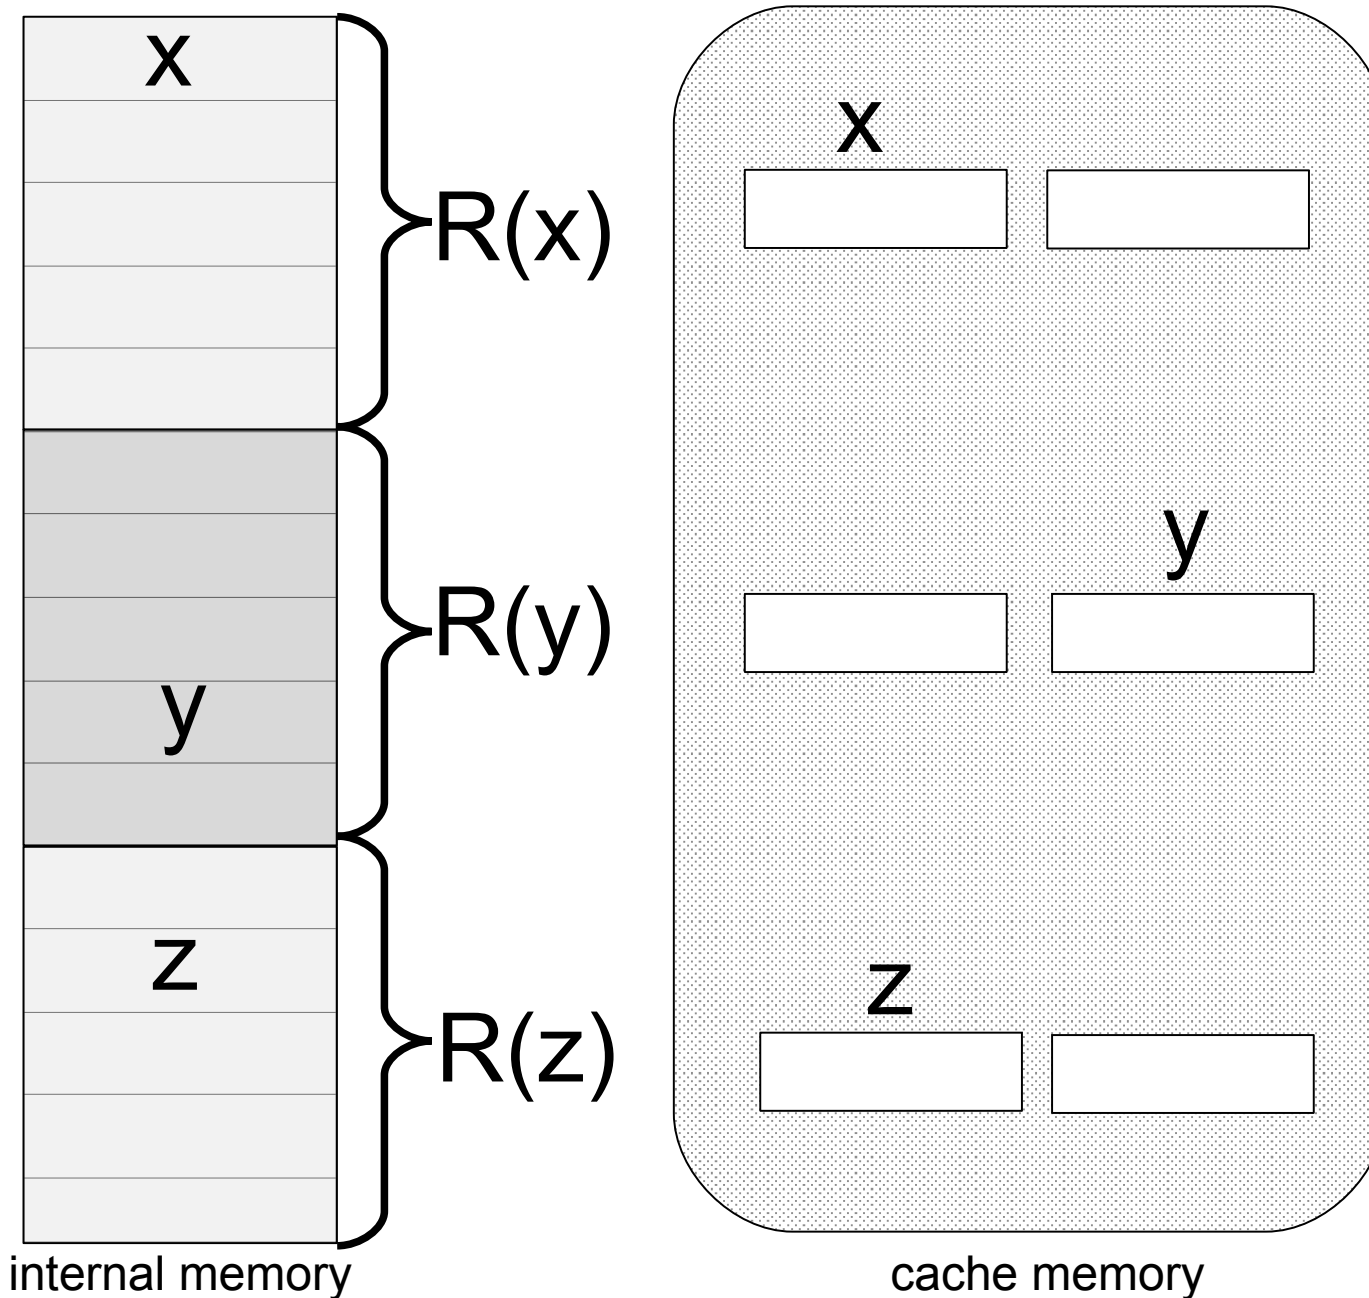 x
R(x)
y
R(y)
z
R(z)
internal memory
x
y
z
cache memory